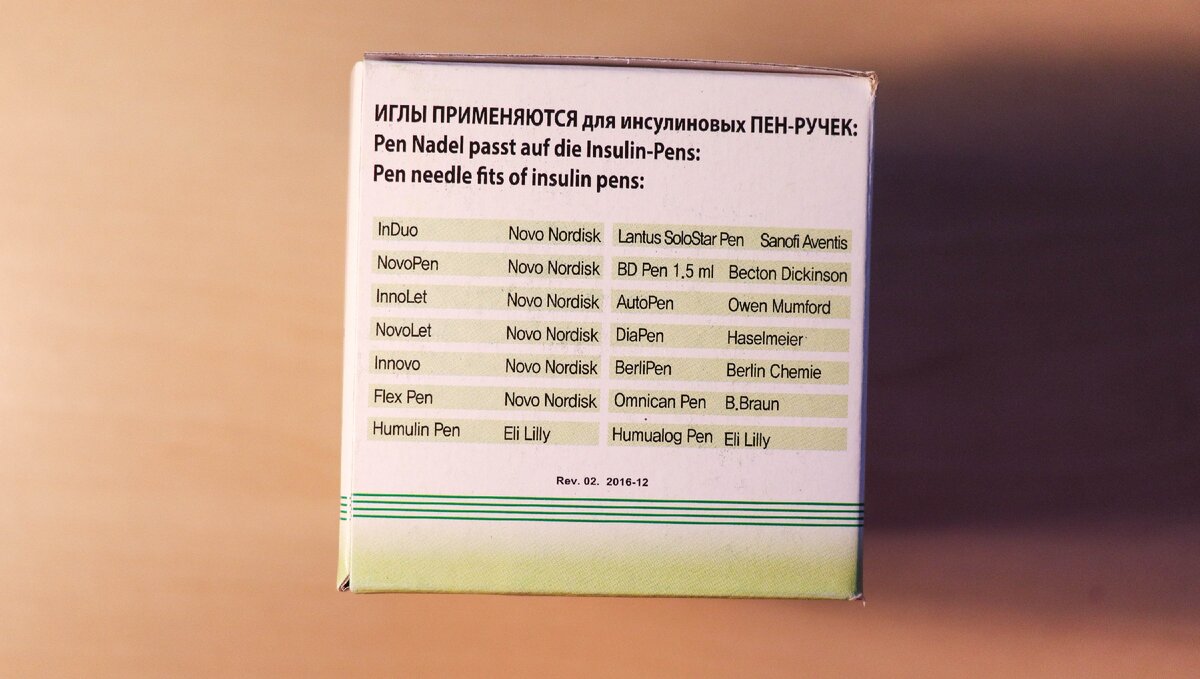 ИГЛЫ ПРИМЕНЯЮТСЯ для инсулиновых ПЕН-РУЧЕК:
Pen Nadel passt auf die Insulin-Pens:
Pen needle fits of insulin pens:
InDuo Novo Nordisk Lantus SoloStar Pen Sanofi Aventis
NovoPen Novo Nordisk BD Pen 1.5 ml Becton Dickinson
InnoLet Novo Nordisk AutoPen Owen Mumford
NovoLet Novo Nordisk DiaPen Haselmeier
Innovo Novo Nordisk BerliPen Berlin Chemie
Flex Pen Novo Nordisk Omnican Pen B.Braun
Humulin Pen Eli Lilly Humualog Pen Eli Lilly
Rev. 02. 2016-12